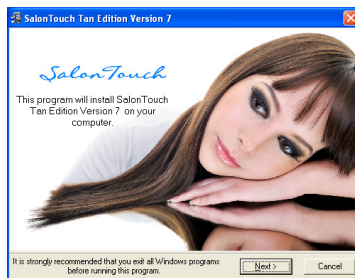 SalonTouch Tan Edition Version 7
SalonTouch
This program will install SalonTouch
Tan Edition Version 7 on your
computer.
It is strongly recommended that you exit all Windows programs
before running this program.
Next >
Cancel